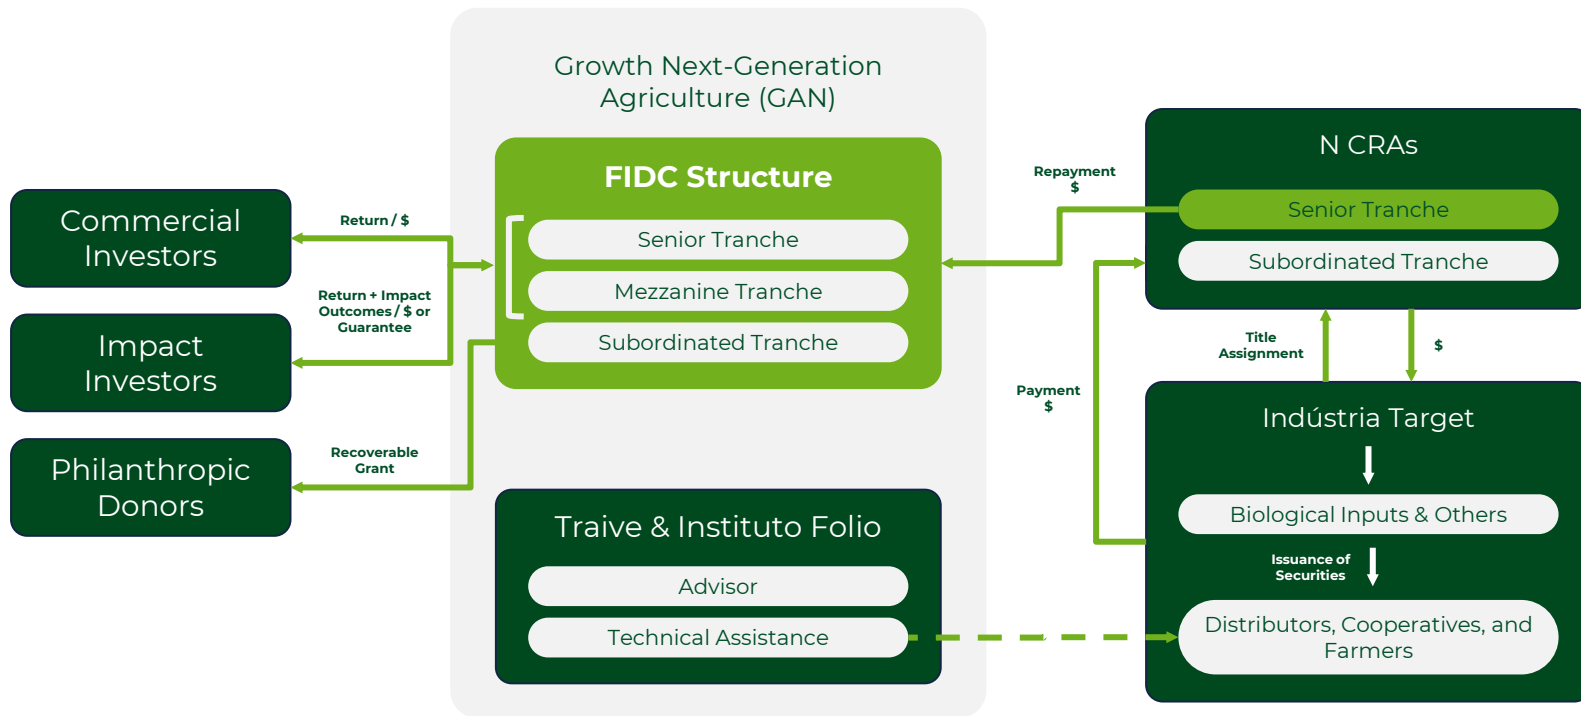 Growth Next-Generation
Agriculture (GAN)
FIDC Structure
Senior Tranche
Mezzanine Tranche
Subordinated Tranche
Commercial
Investors
Impact
Investors
Philanthropic
Donors
Return / $
Return + Impact
Outcomes / $ or
Guarantee
Recoverable
Grant
Traive & Instituto Folio
Advisor
Technical Assistance
Repayment
$
Payment
$
N CRAs
Senior Tranche
Subordinated Tranche
Title
Assignment
$
Indústria Target
Biological Inputs & Others
Issuance of
Securities
Distributors, Cooperatives, and
Farmers